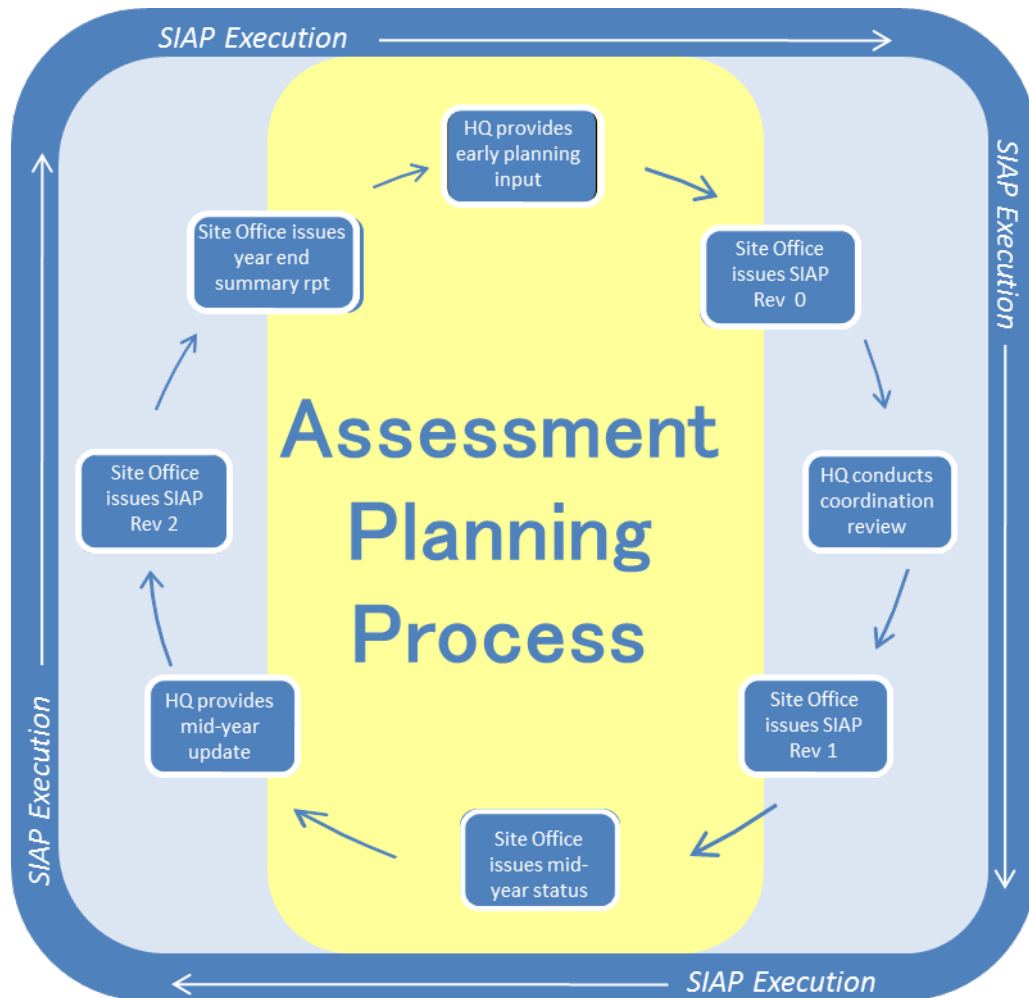 SIAP Execution
HQ provides
early planning
input
Site Office
issues SIAP
Rev 0
HQ conducts
coordination
review
Site Office
issues SIAP
Rev 1
Site Office
issues mid-
year status
HQ provides
mid-year
update
Site Office
issues SIAP
Rev 2
Site Office issues
year end
summary rpt
Assessment
Planning
Process
SIAP Execution
SIAP Execution
SIAP Execution